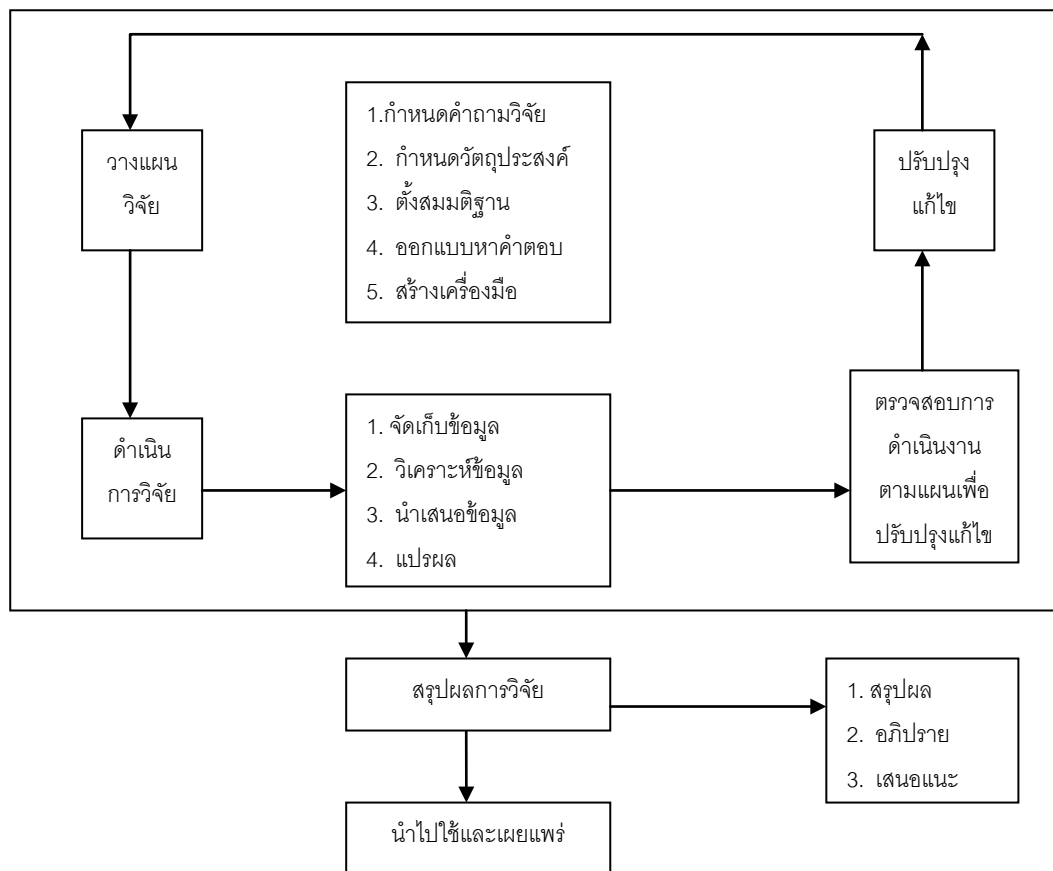 วางแผน
วิจัย
1.กำหนดคำถามวิจัย
2. กำหนดวัตถุประสงค์
3. ตั้งสมมติฐาน
4. ออกแบบหาคำตอบ
5. สร้างเครื่องมือ
ปรับปรุง
แก้ไข
ดำเนิน
การวิจัย
1. จัดเก็บข้อมูล
2. วิเคราะห์ข้อมูล
3. นำเสนอข้อมูล
4. แปรผล
ตรวจสอบการ
ดำเนินงาน
ตามแผนเพื่อ
ปรับปรุงแก้ไข
สรุปผลการวิจัย
1. สรุปผล
2. อภิปราย
3. เสนอแนะ
นำไปใช้และเผยแพร่